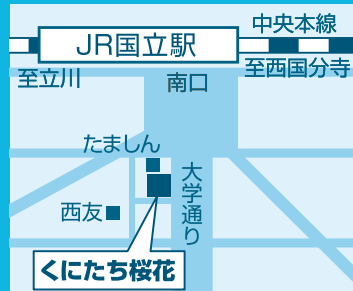 中央本線
JR国立駅
至立川
南口
至西国分寺
たましん
大学通り
西友
くにたち桜花